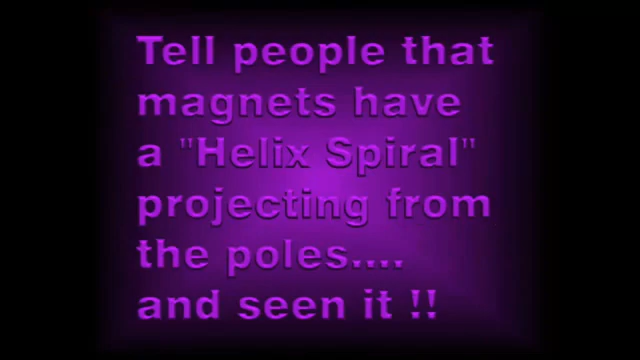 Tell people that
magnets have
a "Helix Spiral"
projecting from
the poles....
and seen it !!